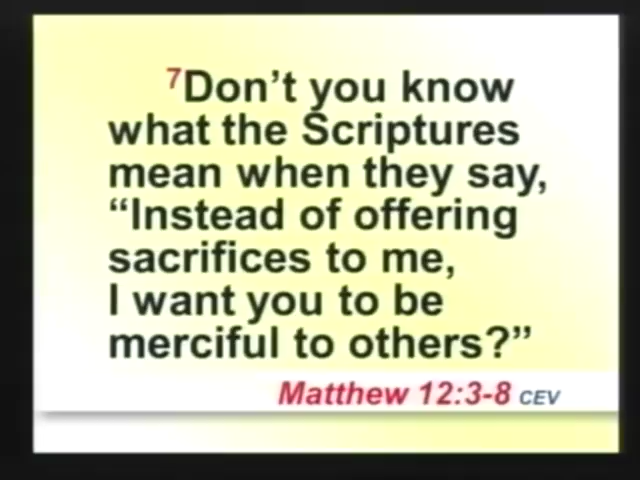 7Don’t you know
what the Scriptures
mean when they say,
“Instead of offering
sacrifices to me,
I want you to be
merciful to others?”
Matthew 12:3-8 CEV